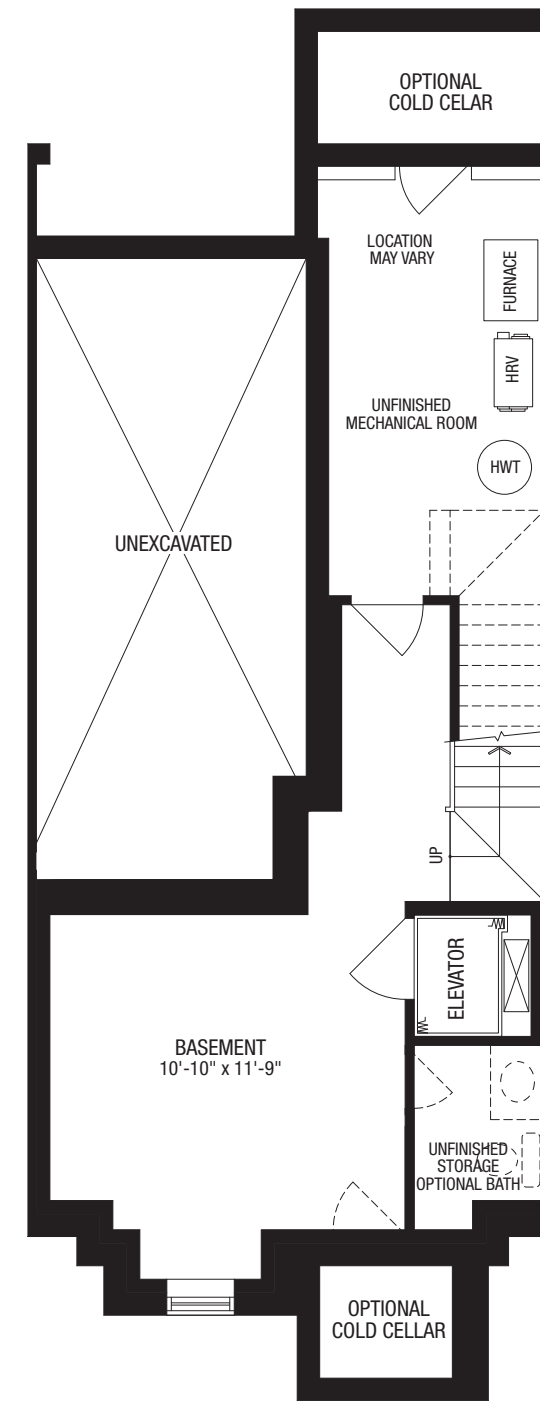 OPTIONAL
COLD CELAR
LOCATION
MAY VARY
FURNACE
HRV
UNFINISHED
MECHANICAL ROOM
HWT
UNEXCAVATED
UP
ELEVATOR
BASEMENT
10'-10" x 11'-9"
UNFINISHED
STORAGE
OPTIONAL BATH
OPTIONAL
COLD CELLAR